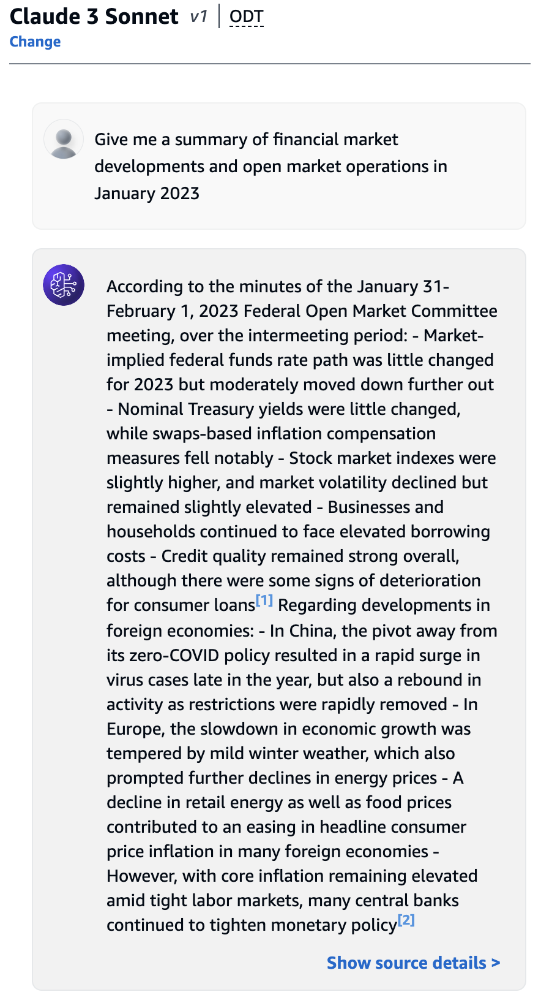 Claude 3 Sonnet v1 | ODT
Change
Give me a summary of financial market
developments and open market operations in
January 2023
According to the minutes of the January 31-
February 1, 2023 Federal Open Market Committee
meeting, over the intermeeting period: - Market-
implied federal funds rate path was little changed
for 2023 but moderately moved down further out
- Nominal Treasury yields were little changed,
while swaps-based inflation compensation
measures fell notably - Stock market indexes were
slightly higher, and market volatility declined but
remained slightly elevated - Businesses and
households continued to face elevated borrowing
costs - Credit quality remained strong overall,
although there were some signs of deterioration
for consumer loans[1] Regarding developments in
foreign economies: - In China, the pivot away from
its zero-COVID policy resulted in a rapid surge in
virus cases late in the year, but also a rebound in
activity as restrictions were rapidly removed - In
Europe, the slowdown in economic growth was
tempered by mild winter weather, which also
prompted further declines in energy prices - A
decline in retail energy as well as food prices
contributed to an easing in headline consumer
price inflation in many foreign economies -
However, with core inflation remaining elevated
amid tight labor markets, many central banks
continued to tighten monetary policy[2]
Show source details >